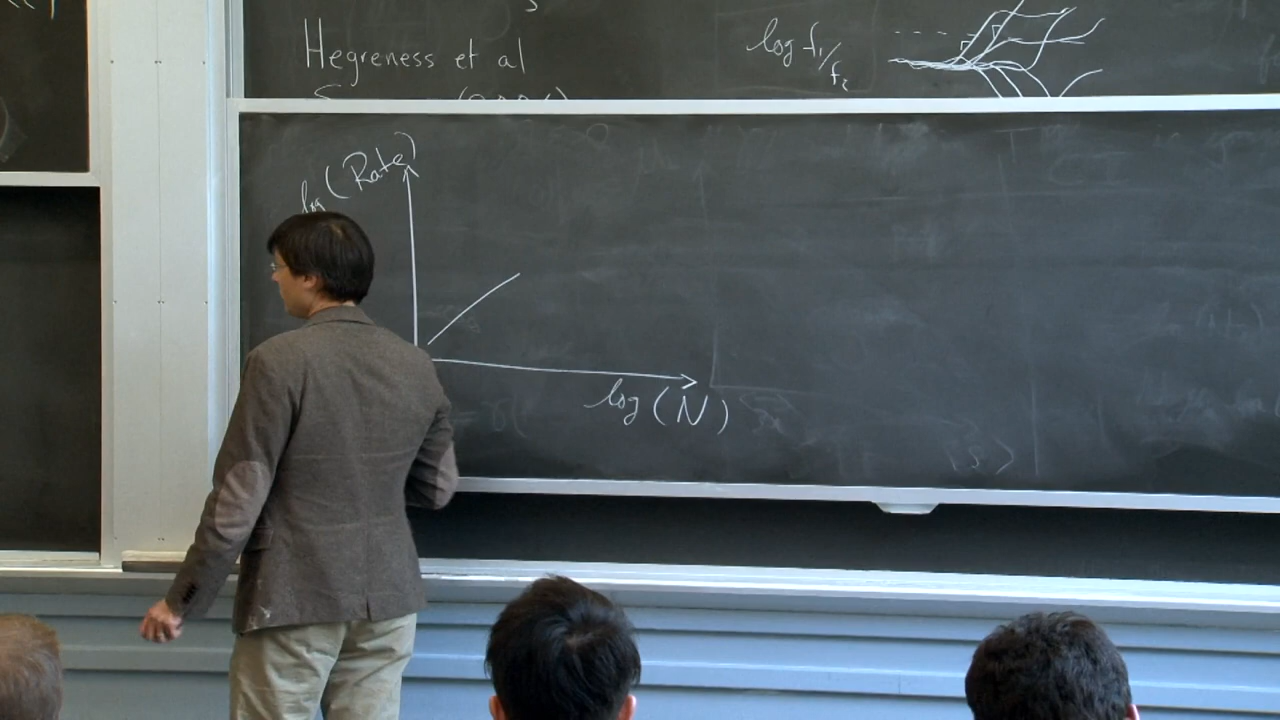 Hegreness et al
log f₁/f₂
log (Rate)
log (N)